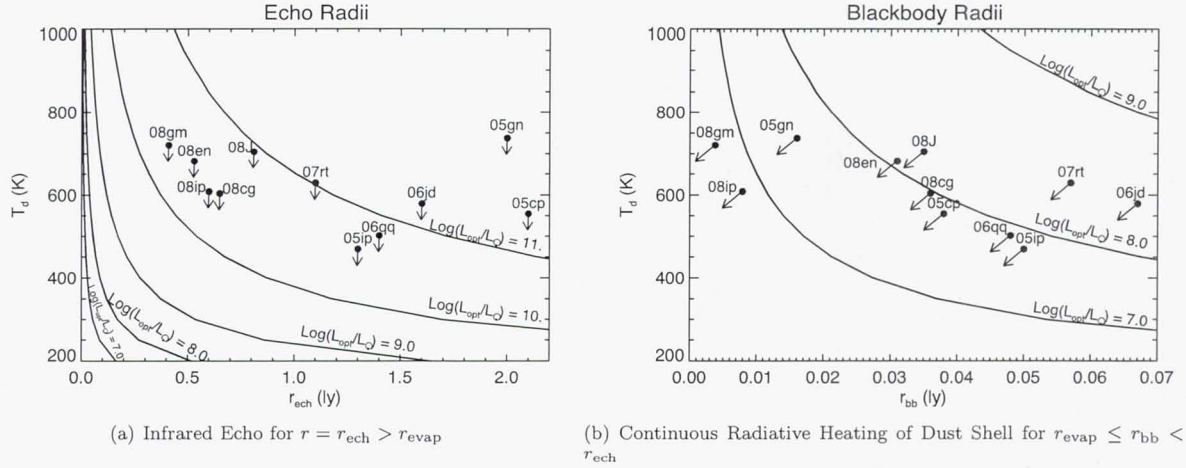 Echo Radii
1000
800
600
400
200
T_d (K)
08gm
08en
08J
05gn
08ip
08cg
07rt
06jd
05cp
05ip
06qq
Log(L_opt/L_⊙) = 11.
Log(L_opt/L_⊙) = 10.
Log(L_opt/L_⊙) = 9.0
Log(L_opt/L_⊙) = 8.0
Log(L_opt/L_⊙) = 7.0
0.0 0.5 1.0 1.5 2.0
r_ech (ly)
(a) Infrared Echo for r = r_ech > r_evap
Blackbody Radii
1000
800
600
400
200
T_d (K)
08gm
05gn
08J
08en
08ip
08cg
05cp
07rt
06jd
06qq
05ip
Log(L_opt/L_⊙) = 9.0
Log(L_opt/L_⊙) = 8.0
Log(L_opt/L_⊙) = 7.0
0.00 0.01 0.02 0.03 0.04 0.05 0.06 0.07
r_bb (ly)
(b) Continuous Radiative Heating of Dust Shell for r_evap ≤ r_bb <
r_ech